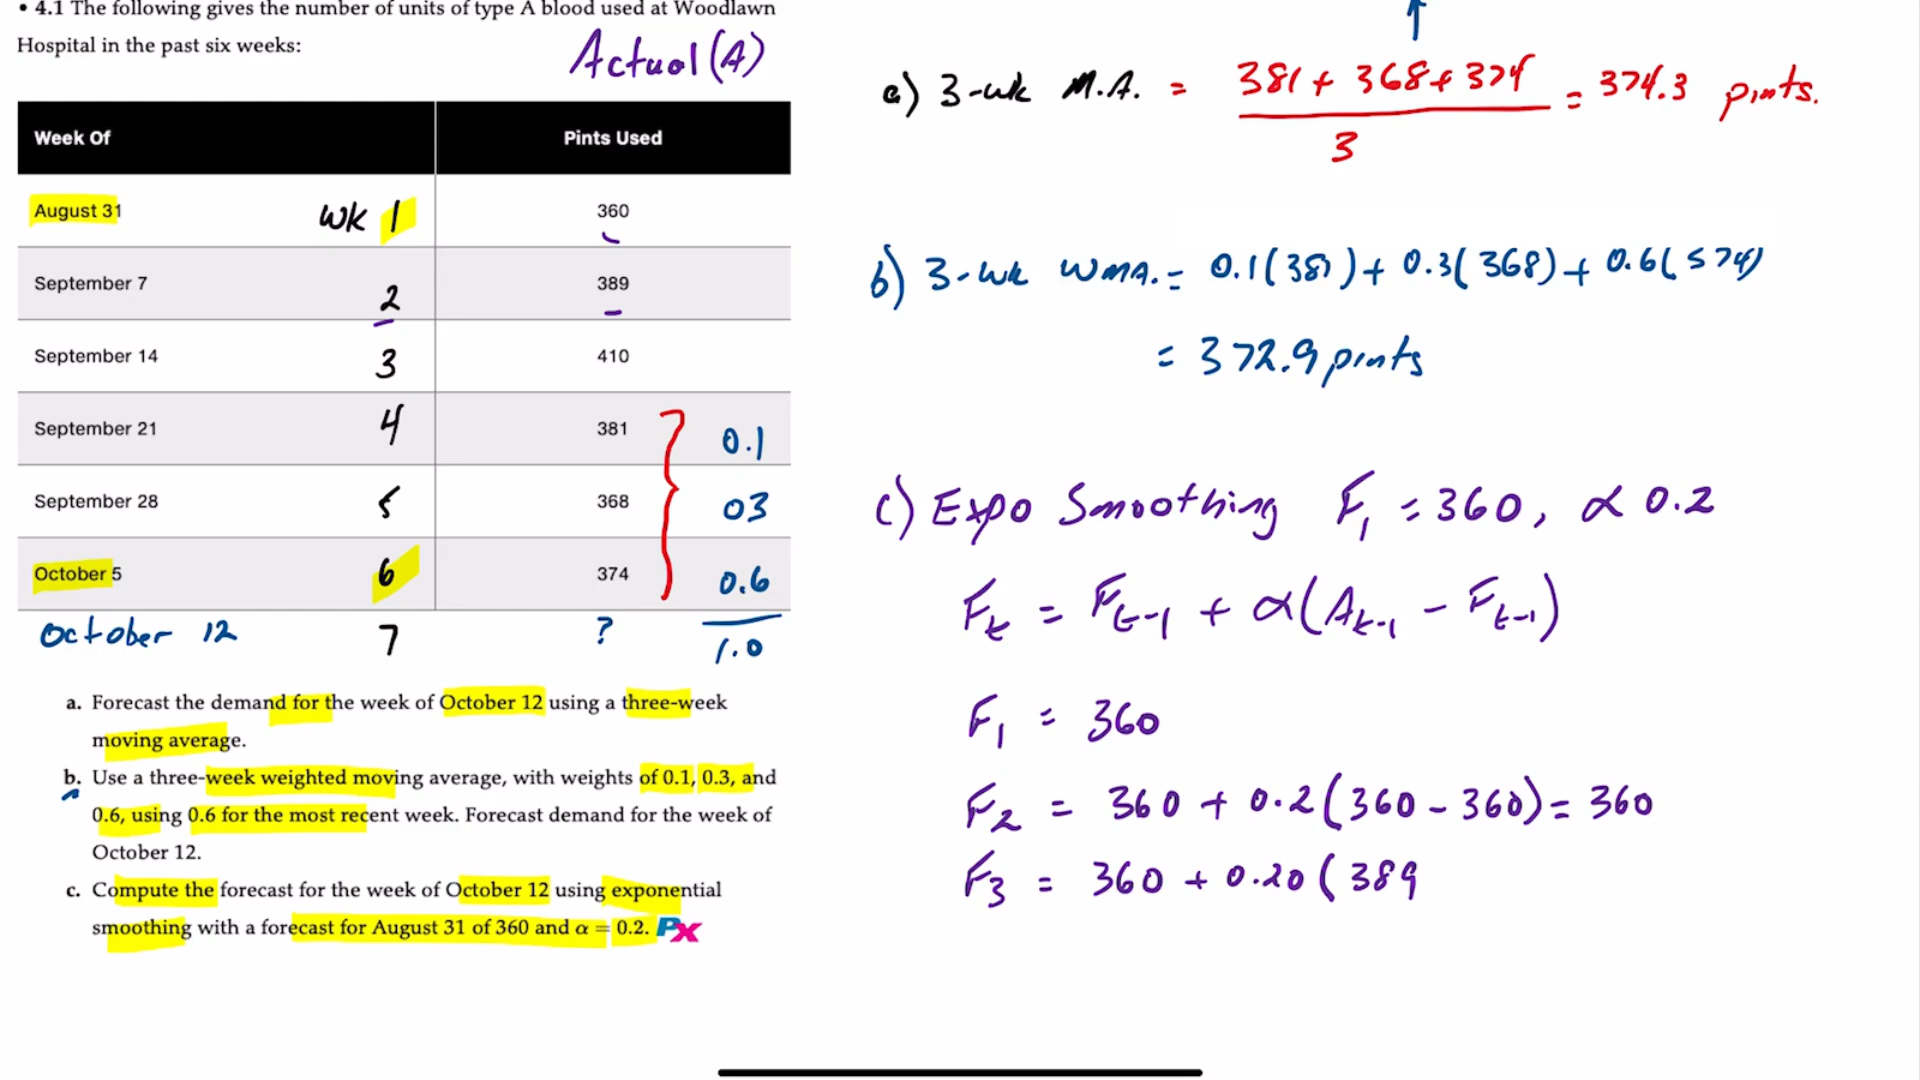 • 4.1 The following gives the number of units of type A blood used at Woodlawn
Hospital in the past six weeks:
Actual (A)
Week Of Pints Used
August 31 wk 1 360
September 7 2 389
September 14 3 410
September 21 4 381 0.1
September 28 5 368 03
October 5 6 374 0.6
October 12 7 ? 1.0
a. Forecast the demand for the week of October 12 using a three-week
moving average.
b. Use a three-week weighted moving average, with weights of 0.1, 0.3, and
0.6, using 0.6 for the most recent week. Forecast demand for the week of
October 12.
c. Compute the forecast for the week of October 12 using exponential
smoothing with a forecast for August 31 of 360 and α = 0.2. PX
a) 3-wk M.A. = 381 + 368 + 374 / 3 = 374.3 pints.
b) 3-wk WMA. = 0.1(381) + 0.3(368) + 0.6(374)
= 372.9 pints
c) Expo Smoothing F1 = 360, α 0.2
Ft = Ft-1 + α(At-1 - Ft-1)
F1 = 360
F2 = 360 + 0.2(360 - 360) = 360
F3 = 360 + 0.20(389